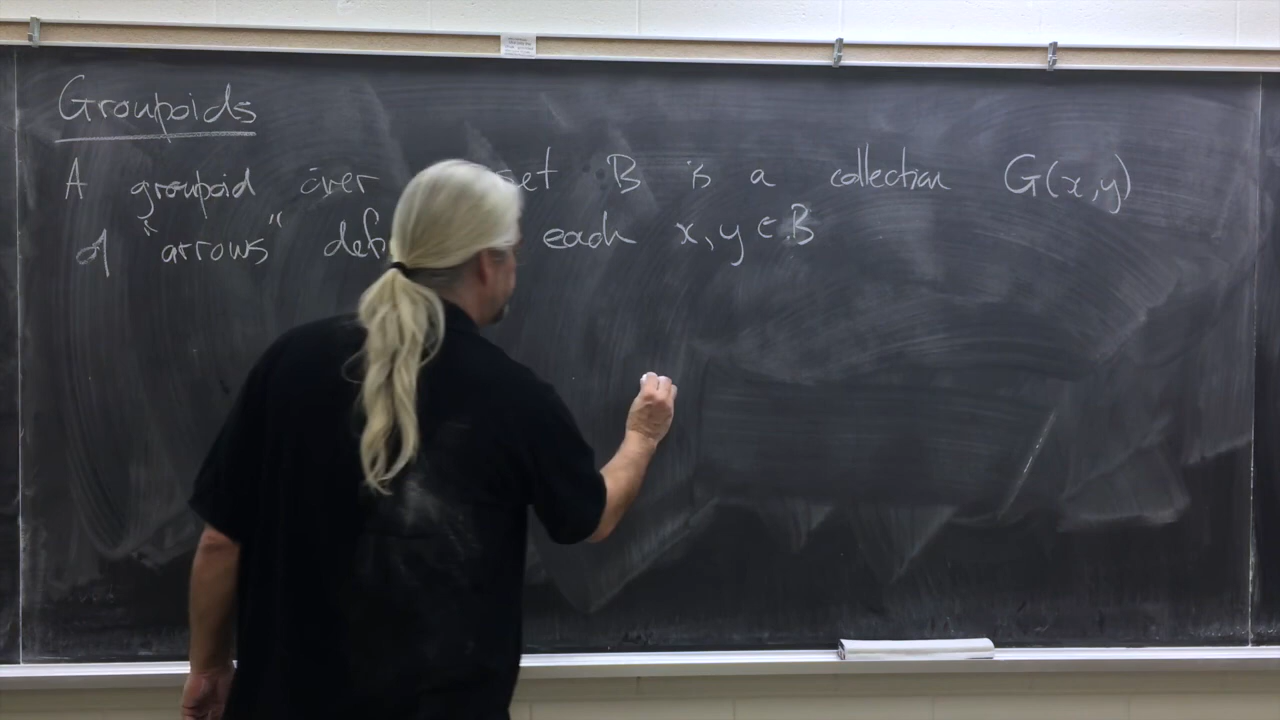 Groupoids
A groupoid over set B is a collection G(x,y)
of "arrows" def each x,y ∈ B